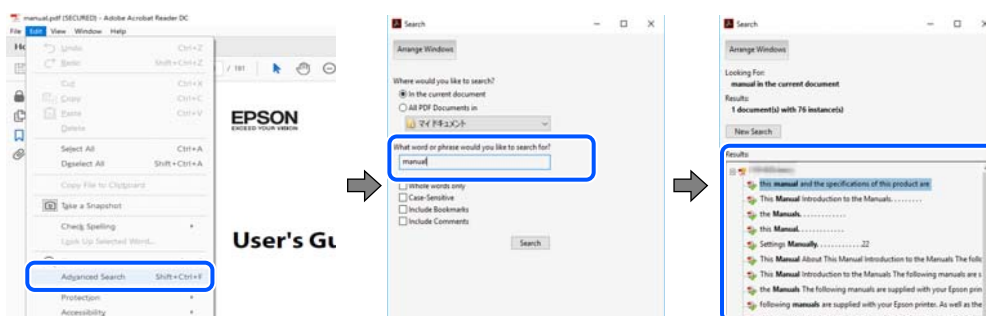 manual.pdf (SECURED) - Adobe Acrobat Reader DC
File Edit View Window Help
Undo Ctrl+Z
Redo Shift+Ctrl+Z
/ 181
Cut Ctrl+X
Copy Ctrl+C
Paste Ctrl+V
Delete
Select All Ctrl+A
Deselect All Shift+Ctrl+A
Copy File to Clipboard
Take a Snapshot
Check Spelling
Look Up Selected Word...
Advanced Search Shift+Ctrl+F
Protection
Accessibility
EPSON
EXCEED YOUR VISION
User's Gu
Search
Arrange Windows
Where would you like to search?
In the current document
All PDF Documents in
マイドキュメント
What word or phrase would you like to search for?
manual
Whole words only
Case-Sensitive
Include Bookmarks
Include Comments
Search
Search
Arrange Windows
Looking For:
manual in the current document
Results:
1 document(s) with 76 instance(s)
New Search
Results:
this manual and the specifications of this product are
This Manual Introduction to the Manuals. . . . . . . . .
the Manuals. . . . . . . . . . . . .
this Manual. . . . . . . . . . . . .
Settings Manually. . . . . . . . . . . .22
This Manual About This Manual Introduction to the Manuals The follo
This Manual Introduction to the Manuals The following manuals are s
the Manuals The following manuals are supplied with your Epson prin
following manuals are supplied with your Epson printer. As well as the